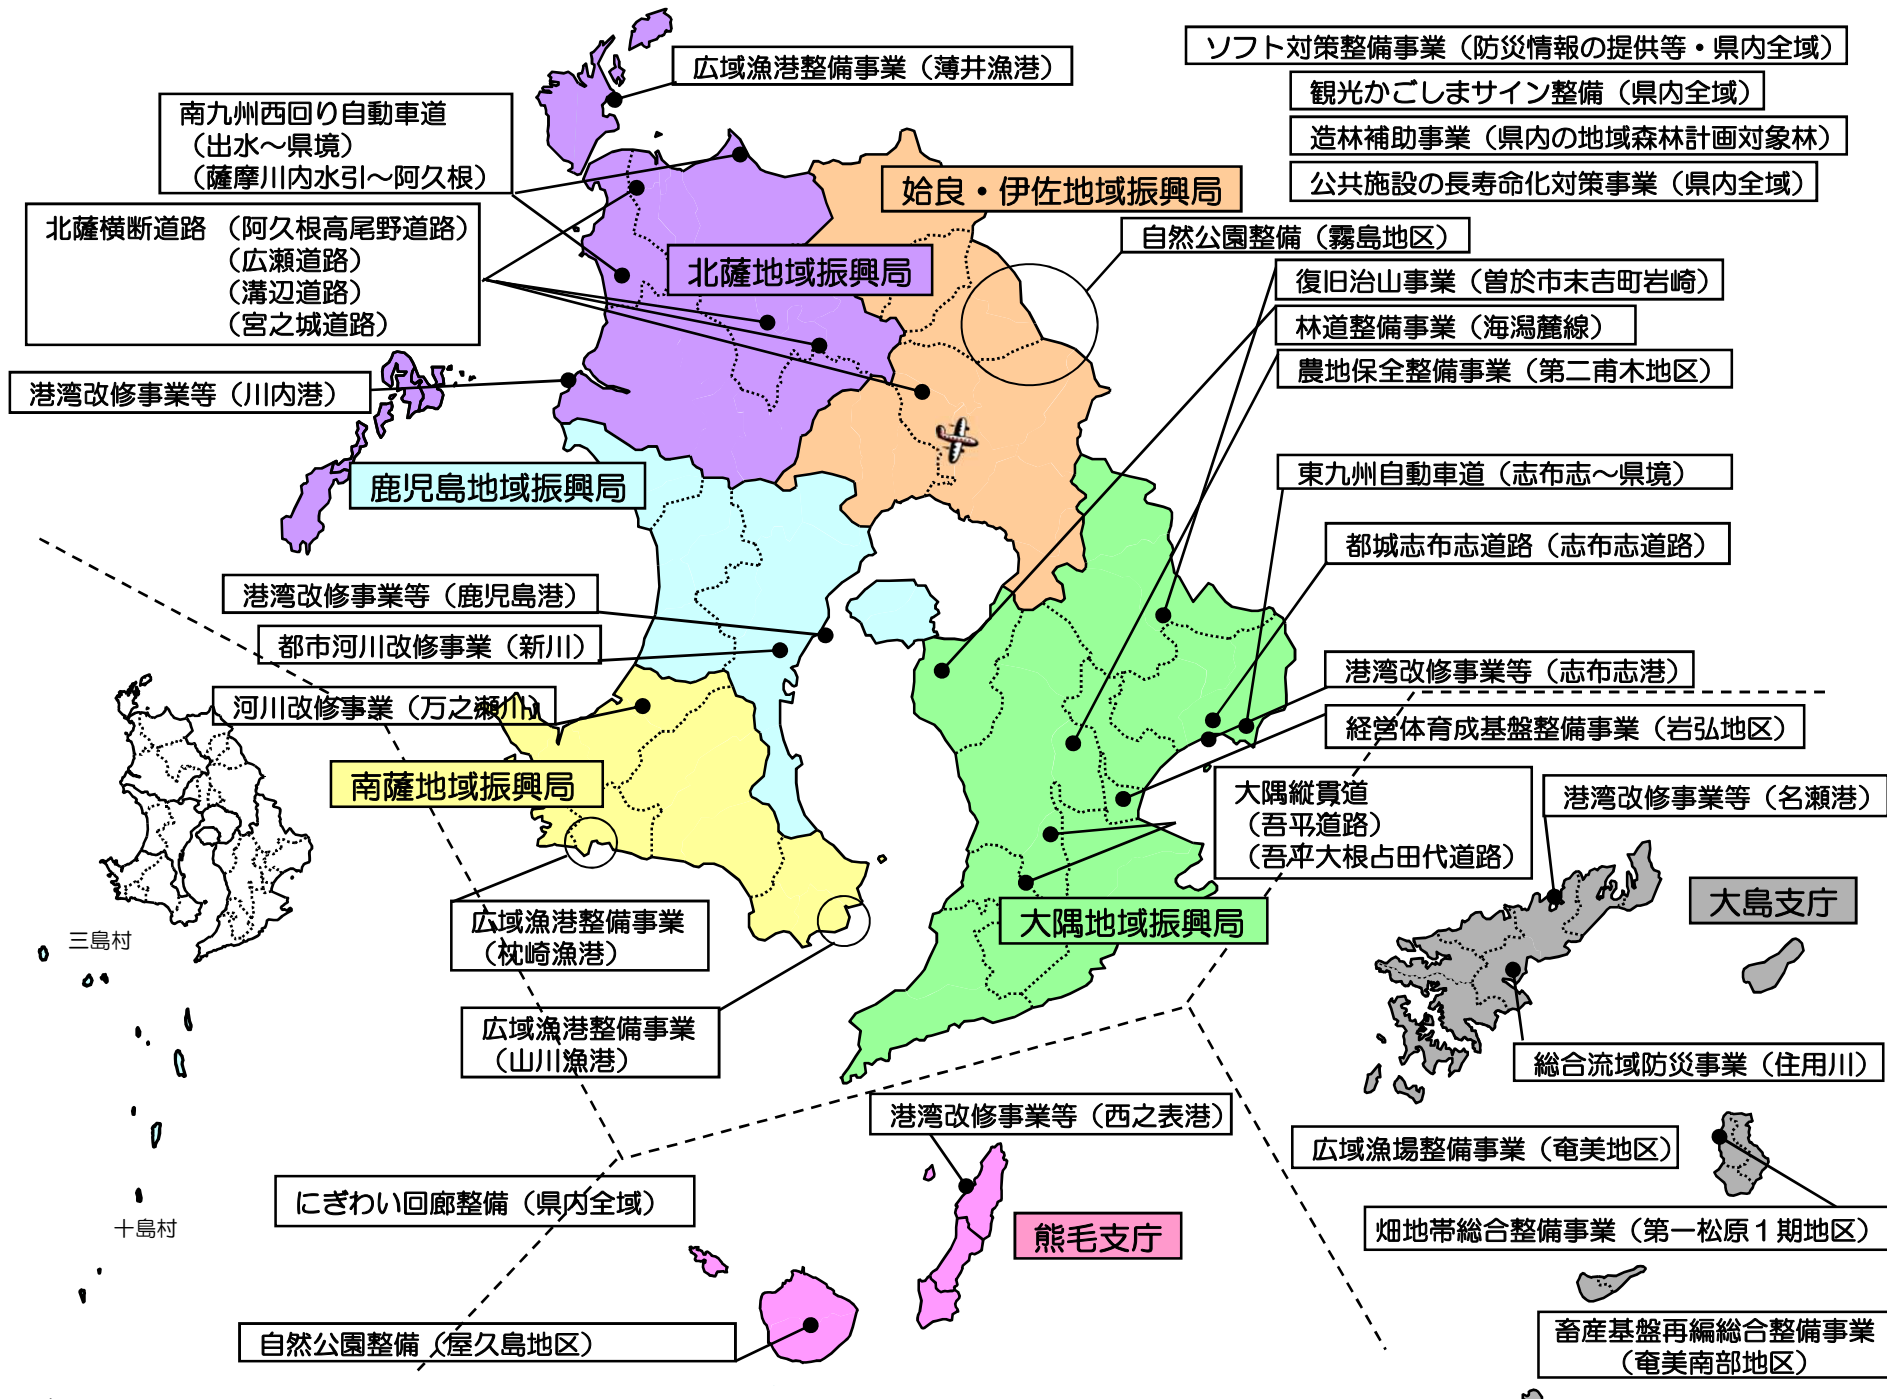 ソフト対策整備事業（防災情報の提供等・県内全域）
広域漁港整備事業（薄井漁港）
観光かごしまサイン整備（県内全域）
南九州西回り自動車道
（出水～県境）
（薩摩川内水引～阿久根）
造林補助事業（県内の地域森林計画対象林）
公共施設の長寿命化対策事業（県内全域）
姶良・伊佐地域振興局
北薩横断道路（阿久根高尾野道路）
（広瀬道路）
（溝辺道路）
（宮之城道路）
自然公園整備（霧島地区）
北薩地域振興局
復旧治山事業（曽於市末吉町岩崎）
林道整備事業（海潟麓線）
農地保全整備事業（第二甫木地区）
港湾改修事業等（川内港）
鹿児島地域振興局
東九州自動車道（志布志～県境）
都城志布志道路（志布志道路）
港湾改修事業等（鹿児島港）
都市河川改修事業（新川）
港湾改修事業等（志布志港）
河川改修事業（万之瀬川）
経営体育成基盤整備事業（岩弘地区）
南薩地域振興局
大隅縦貫道
（吾平道路）
（吾平大根占田代道路）
港湾改修事業等（名瀬港）
大島支庁
広域漁港整備事業
（枕崎漁港）
大隅地域振興局
三島村
広域漁港整備事業
（山川漁港）
総合流域防災事業（住用川）
港湾改修事業等（西之表港）
広域漁場整備事業（奄美地区）
にぎわい回廊整備（県内全域）
十島村
熊毛支庁
畑地帯総合整備事業（第一松原１期地区）
自然公園整備（屋久島地区）
畜産基盤再編総合整備事業
（奄美南部地区）